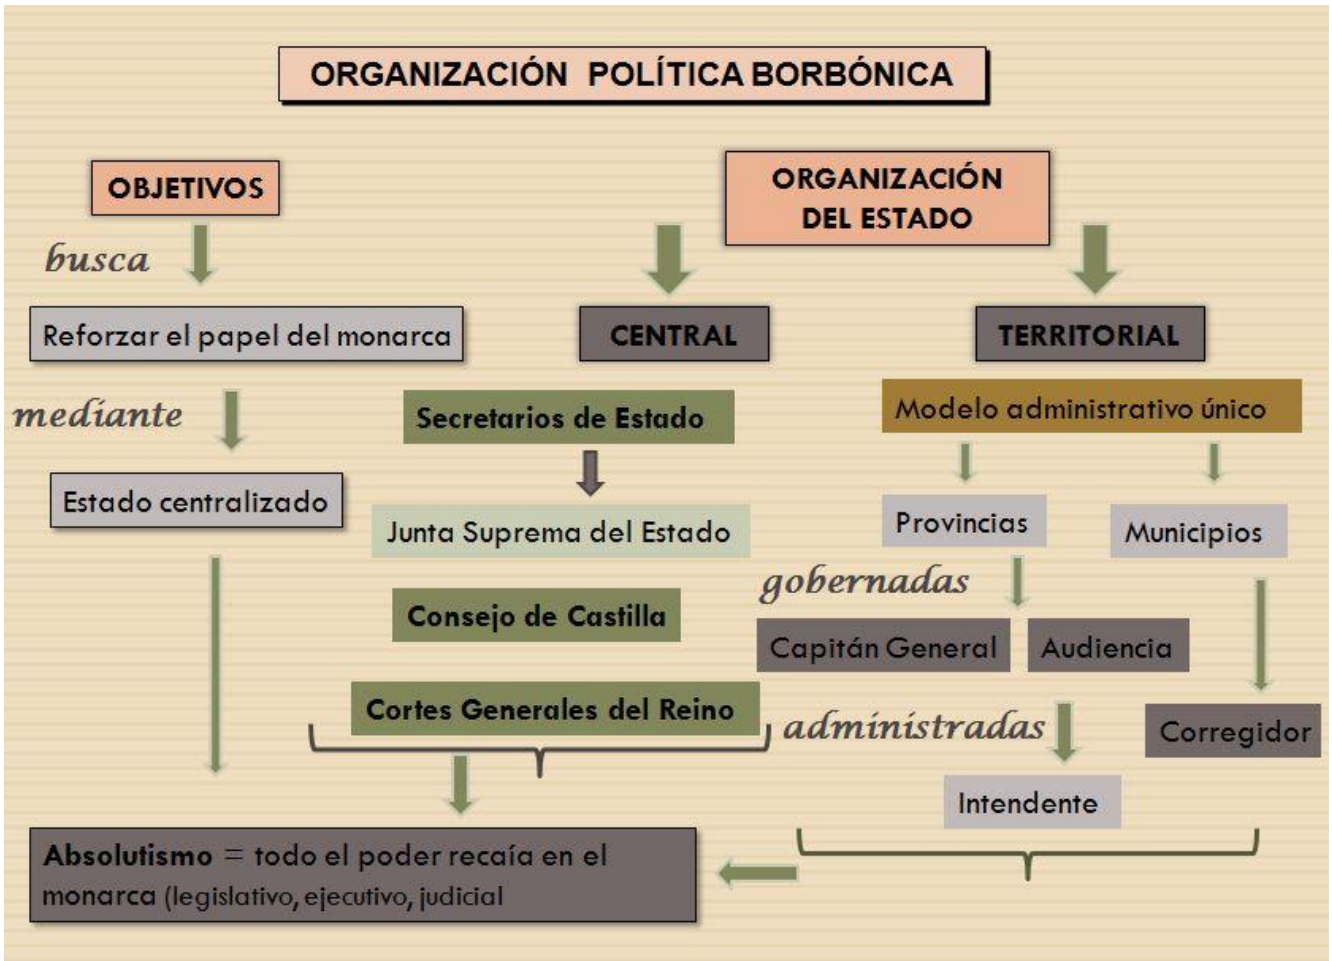 ORGANIZACIÓN POLÍTICA BORBÓNICA
OBJETIVOS
busca
Reforzar el papel del monarca
mediante
Estado centralizado
ORGANIZACIÓN
DEL ESTADO
CENTRAL
Secretarios de Estado
Junta Suprema del Estado
Consejo de Castilla
Cortes Generales del Reino
TERRITORIAL
Modelo administrativo único
Provincias
Municipios
gobernadas
Capitán General
Audiencia
administradas
Corregidor
Intendente
Absolutismo = todo el poder recaía en el
monarca (legislativo, ejecutivo, judicial